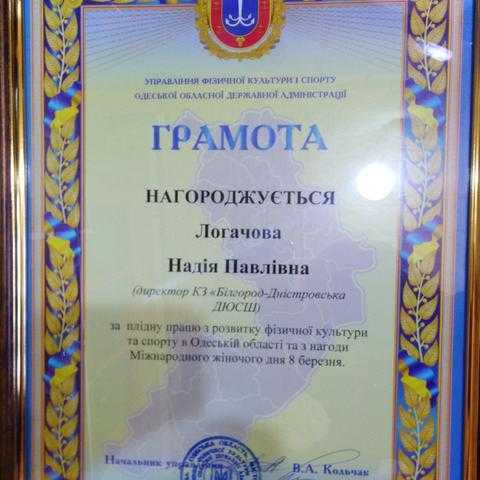 УПРАВЛІННЯ ФІЗИЧНОЇ КУЛЬТУРИ І СПОРТУ
ОДЕСЬКОЇ ОБЛАСНОЇ ДЕРЖАВНОЇ АДМІНІСТРАЦІЇ
ГРАМОТА
НАГОРОДЖУЄТЬСЯ
Логачова
Надія Павлівна
(директор КЗ «Білгород-Дністровська
ДЮСШ)
за плідну працю з розвитку фізичної культури
та спорту в Одеській області та з нагоди
Міжнародного жіночого дня 8 березня.
Начальник управління В.А. Кольчак